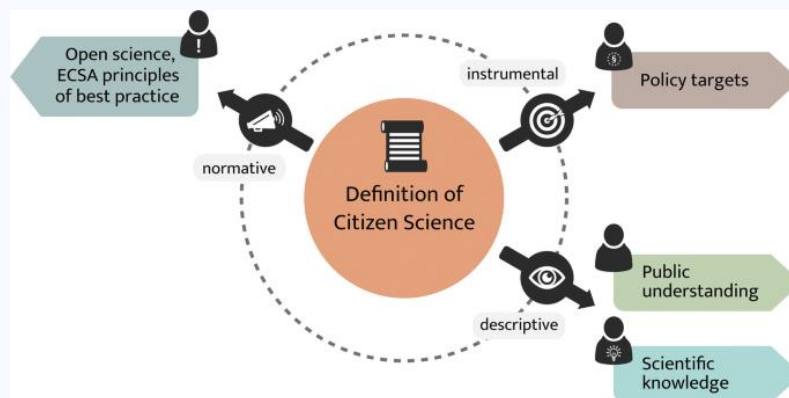 Open science,
ECSA principles
of best practice
instrumental
Policy targets
normative
Definition of
Citizen Science
Public
understanding
descriptive
Scientific
knowledge